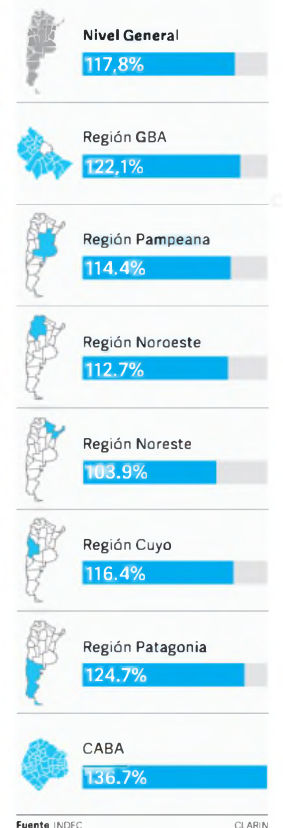 Nivel General
117,8%
Región GBA
122,1%
Región Pampeana
114.4%
Región Noroeste
112.7%
Región Noreste
103.9%
Región Cuyo
116.4%
Región Patagonia
124.7%
CABA
136.7%
Fuente INDEC CLARIN